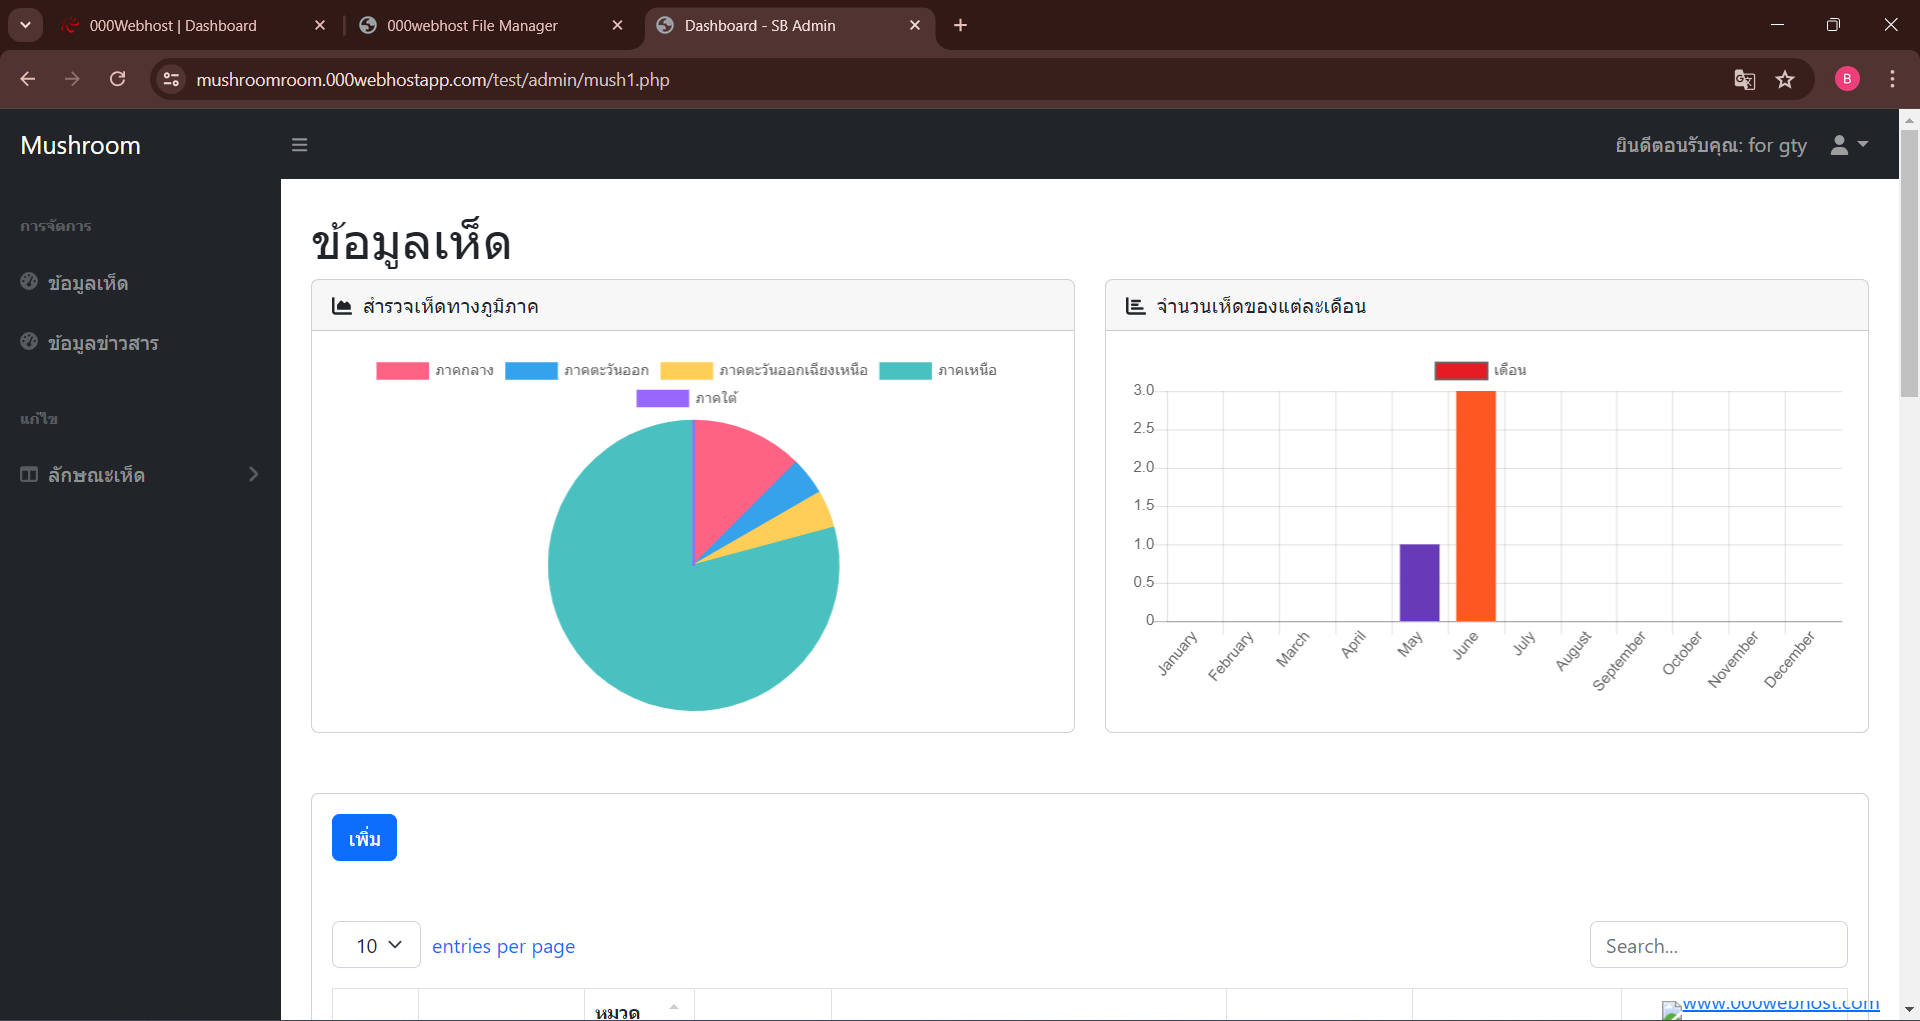 000Webhost | Dashboard
000webhost File Manager
Dashboard - SB Admin
mushroomroom.000webhostapp.com/test/admin/mush1.php
B
Mushroom
ยินดีตอนรับคุณ: for gty
การจัดการ
ข้อมูลเห็ด
ข้อมูลข่าวสาร
แก้ไข
ลักษณะเห็ด
ข้อมูลเห็ด
สำรวจเห็ดทางภูมิภาค
ภาคกลาง ภาคตะวันออก ภาคตะวันออกเฉียงเหนือ ภาคเหนือ
ภาคใต้
จำนวนเห็ดของแต่ละเดือน
เดือน
3.0
2.5
2.0
1.5
1.0
0.5
0
January February March April May June July August September October November December
เพิ่ม
10 entries per page
Search...
หมวด
www.000webhost.com